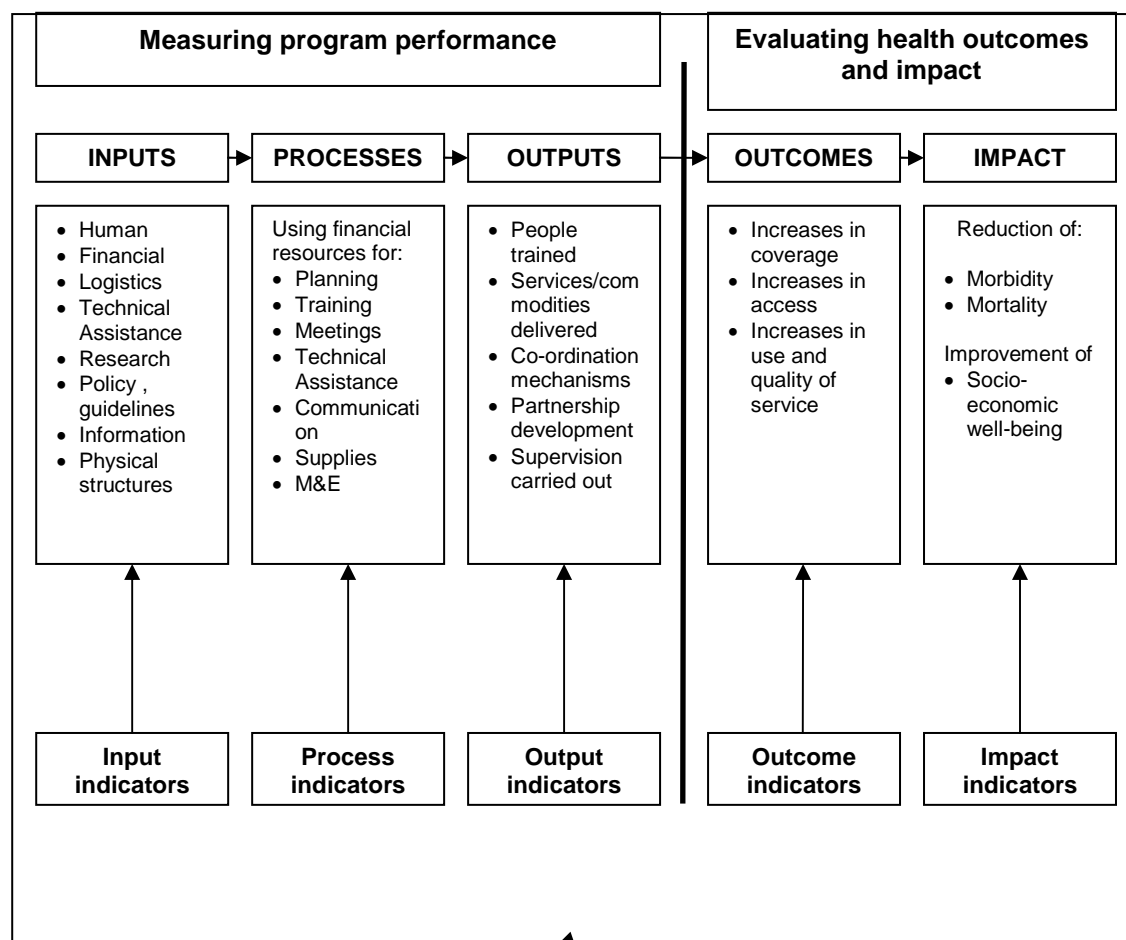 Measuring program performance
Evaluating health outcomes
and impact
INPUTS
PROCESSES
OUTPUTS
OUTCOMES
IMPACT
• Human
• Financial
• Logistics
• Technical
Assistance
• Research
• Policy ,
guidelines
• Information
• Physical
structures
Using financial
resources for:
• Planning
• Training
• Meetings
• Technical
Assistance
• Communicati
on
• Supplies
• M&E
• People
trained
• Services/com
modities
delivered
• Co-ordination
mechanisms
• Partnership
development
• Supervision
carried out
• Increases in
coverage
• Increases in
access
• Increases in
use and
quality of
service
Reduction of:
• Morbidity
• Mortality
Improvement of
• Socio-
economic
well-being
Input
indicators
Process
indicators
Output
indicators
Outcome
indicators
Impact
indicators